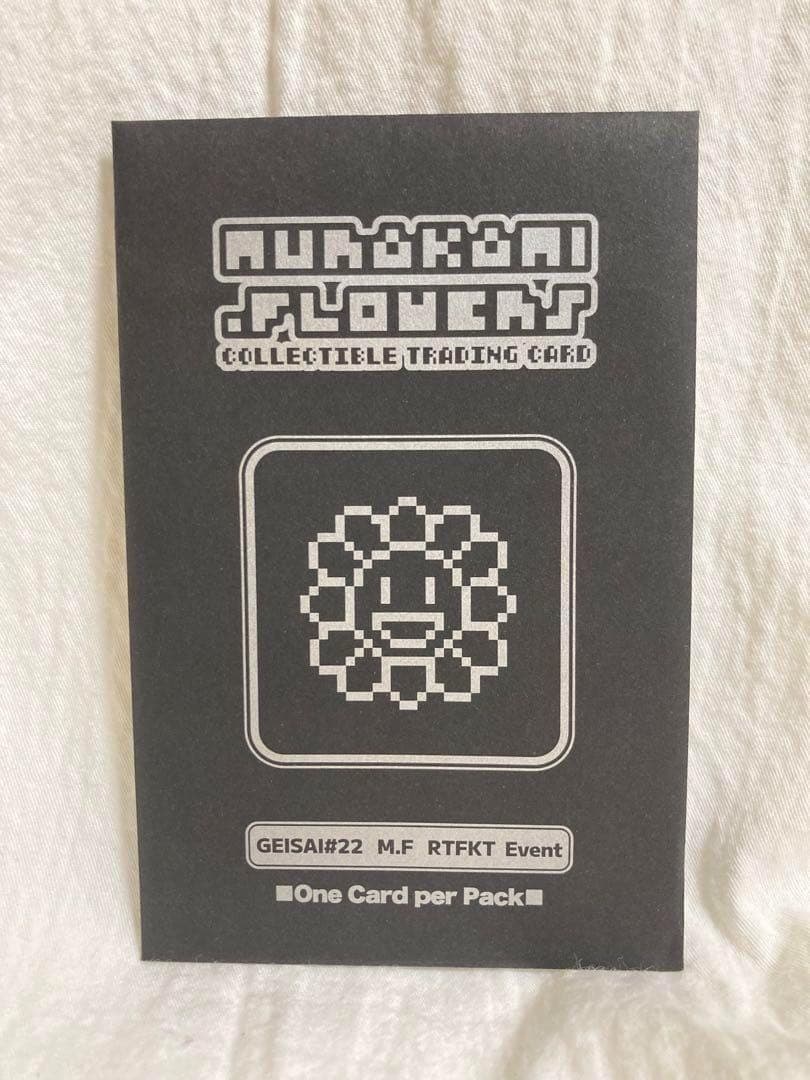 MURAKAMI
.FLOWERS
COLLECTIBLE TRADING CARD
GEISAI#22 M.F RTFKT Event
■One Card per Pack■